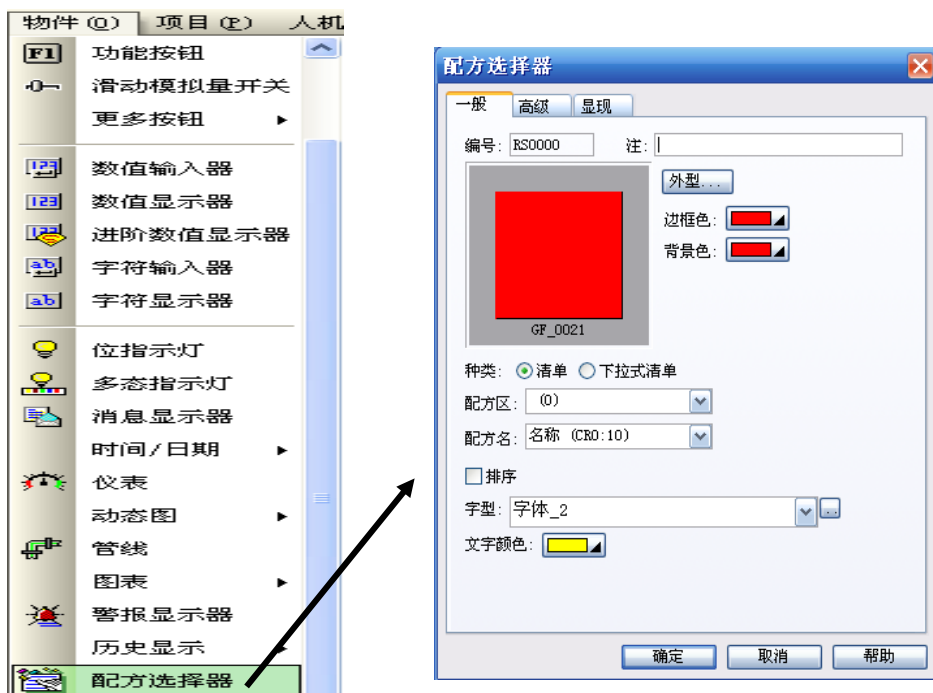 物件(O) 项目(P) 人机
F1 功能按钮
滑动模拟量开关
更多按钮
123 数值输入器
123 数值显示器
进阶数值显示器
ab 字符输入器
ab 字符显示器
位指示灯
多态指示灯
消息显示器
时间/日期
仪表
动态图
管线
图表
警报显示器
历史显示
配方选择器
配方选择器
一般 高级 显现
编号: RS0000 注:
外型...
边框色:
背景色:
GF_0021
种类: 清单 下拉式清单
配方区: (0)
配方名: 名称 (CR0:10)
排序
字型: 字体_2 ..
文字颜色:
确定 取消 帮助